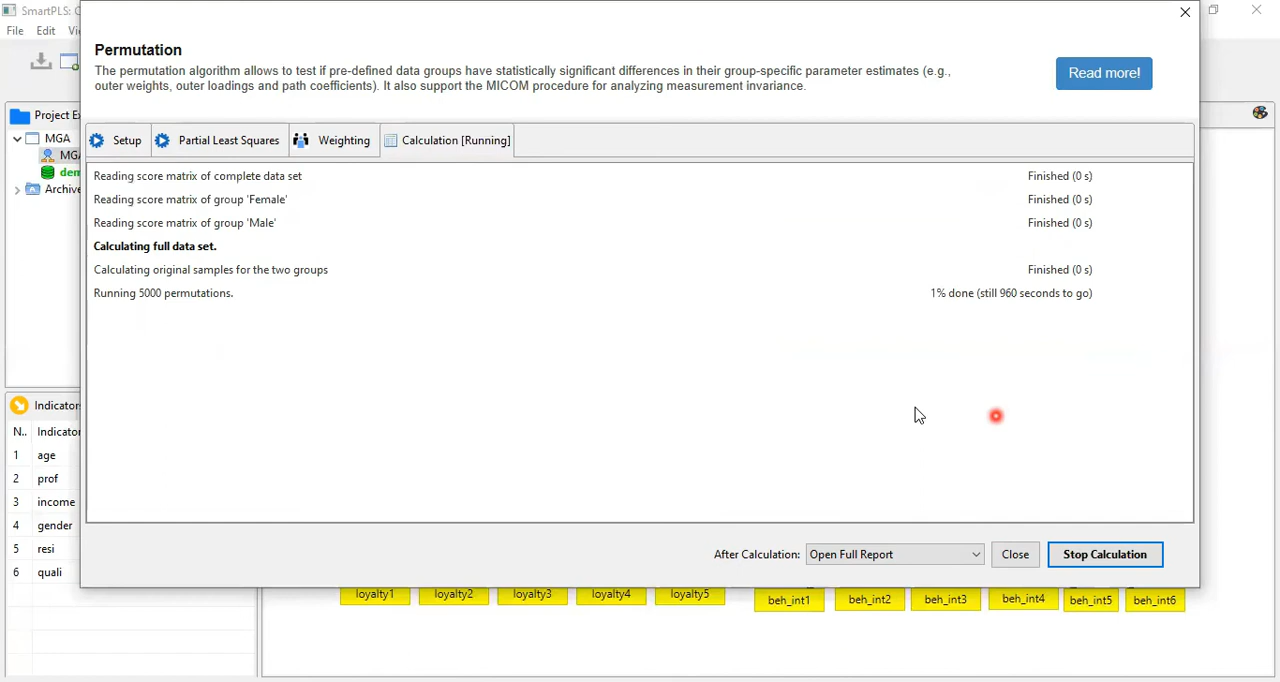 SmartPLS: C
File Edit Vi
Permutation
The permutation algorithm allows to test if pre-defined data groups have statistically significant differences in their group-specific parameter estimates (e.g.,
outer weights, outer loadings and path coefficients). It also support the MICOM procedure for analyzing measurement invariance.
Read more!
Project Ex
MGA
MGA
dem
Archive
Setup Partial Least Squares Weighting Calculation [Running]
Reading score matrix of complete data set Finished (0 s)
Reading score matrix of group 'Female' Finished (0 s)
Reading score matrix of group 'Male' Finished (0 s)
Calculating full data set.
Calculating original samples for the two groups Finished (0 s)
Running 5000 permutations. 1% done (still 960 seconds to go)
Indicators
N.. Indicato
1 age
2 prof
3 income
4 gender
5 resi
6 quali
After Calculation: Open Full Report Close Stop Calculation
loyalty1 loyalty2 loyalty3 loyalty4 loyalty5 beh_int1 beh_int2 beh_int3 beh_int4 beh_int5 beh_int6